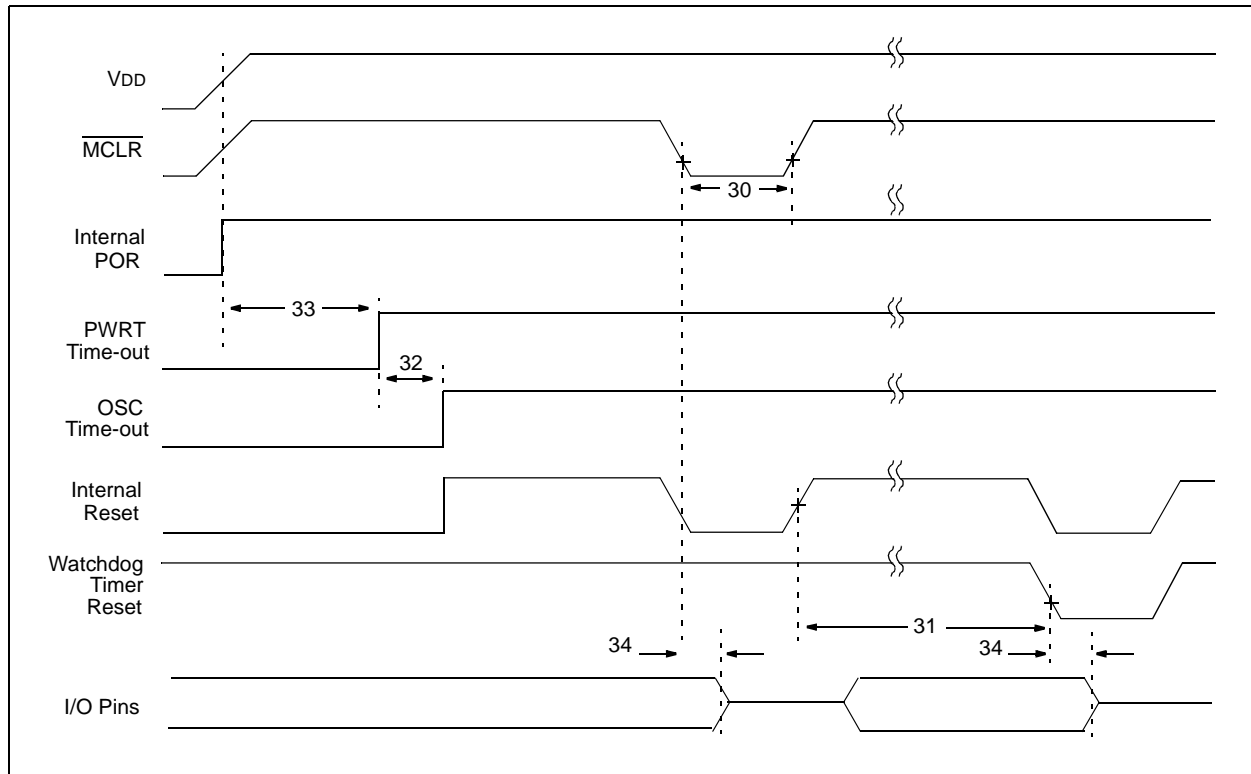 VDD
MCLR
30
Internal
POR
33
PWRT
Time-out
32
OSC
Time-out
Internal
Reset
Watchdog
Timer
Reset
31
34
34
I/O Pins